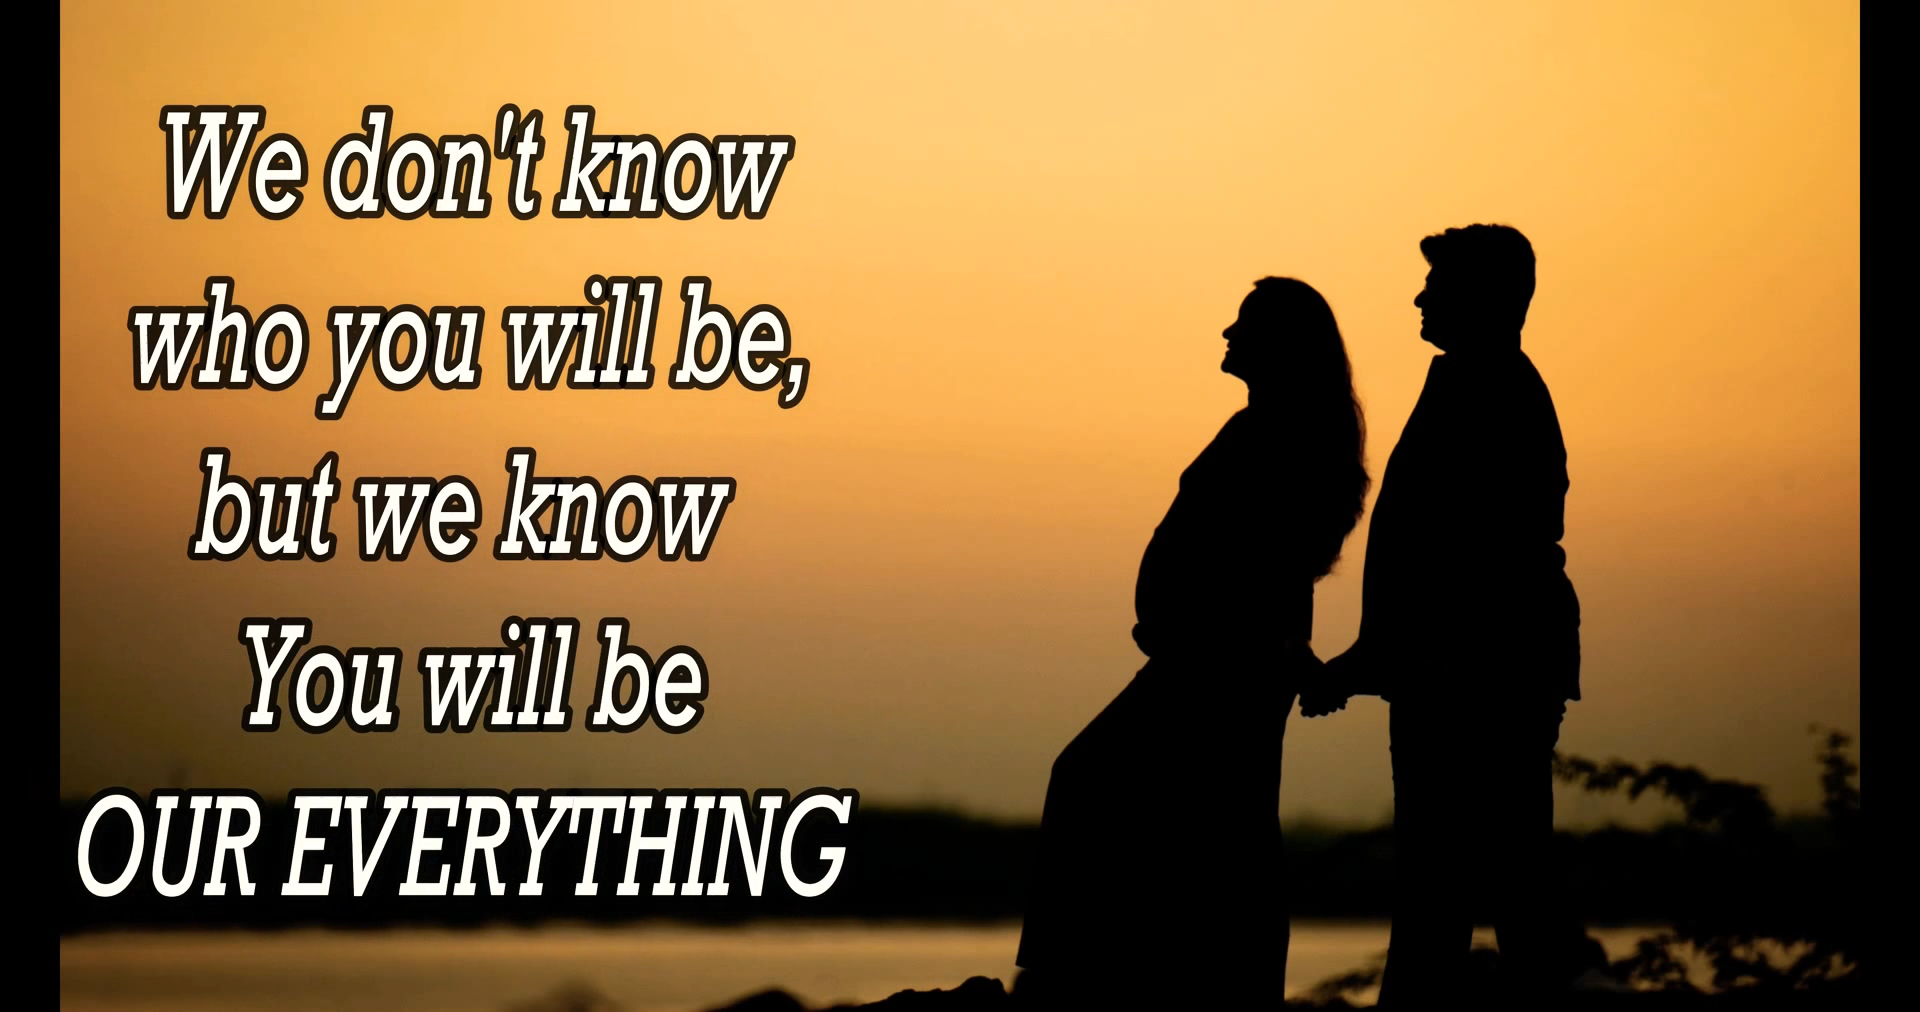 We don't know
who you will be,
but we know
You will be
OUR EVERYTHING